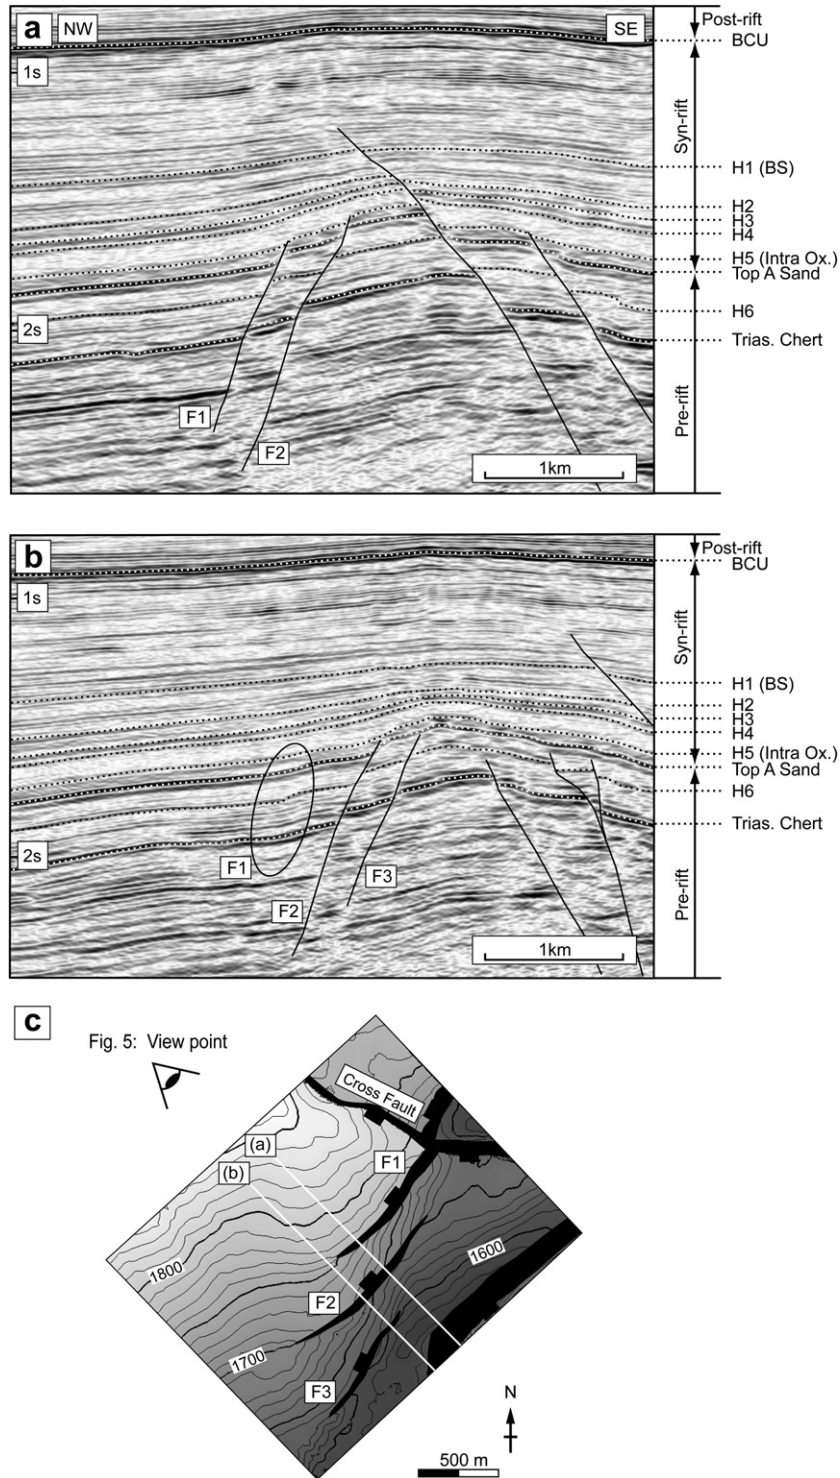 a NW SE
Post-rift
BCU
1s
Syn-rift
H1 (BS)
H2
H3
H4
H5 (Intra Ox.)
Top A Sand
2s
H6
Trias. Chert
Pre-rift
F1
F2
1km
b
Post-rift
BCU
1s
Syn-rift
H1 (BS)
H2
H3
H4
H5 (Intra Ox.)
Top A Sand
H6
Trias. Chert
2s
Pre-rift
F1
F3
F2
1km
c
Fig. 5: View point
Cross Fault
(a)
(b)
F1
1800
1600
F2
1700
F3
N
500 m